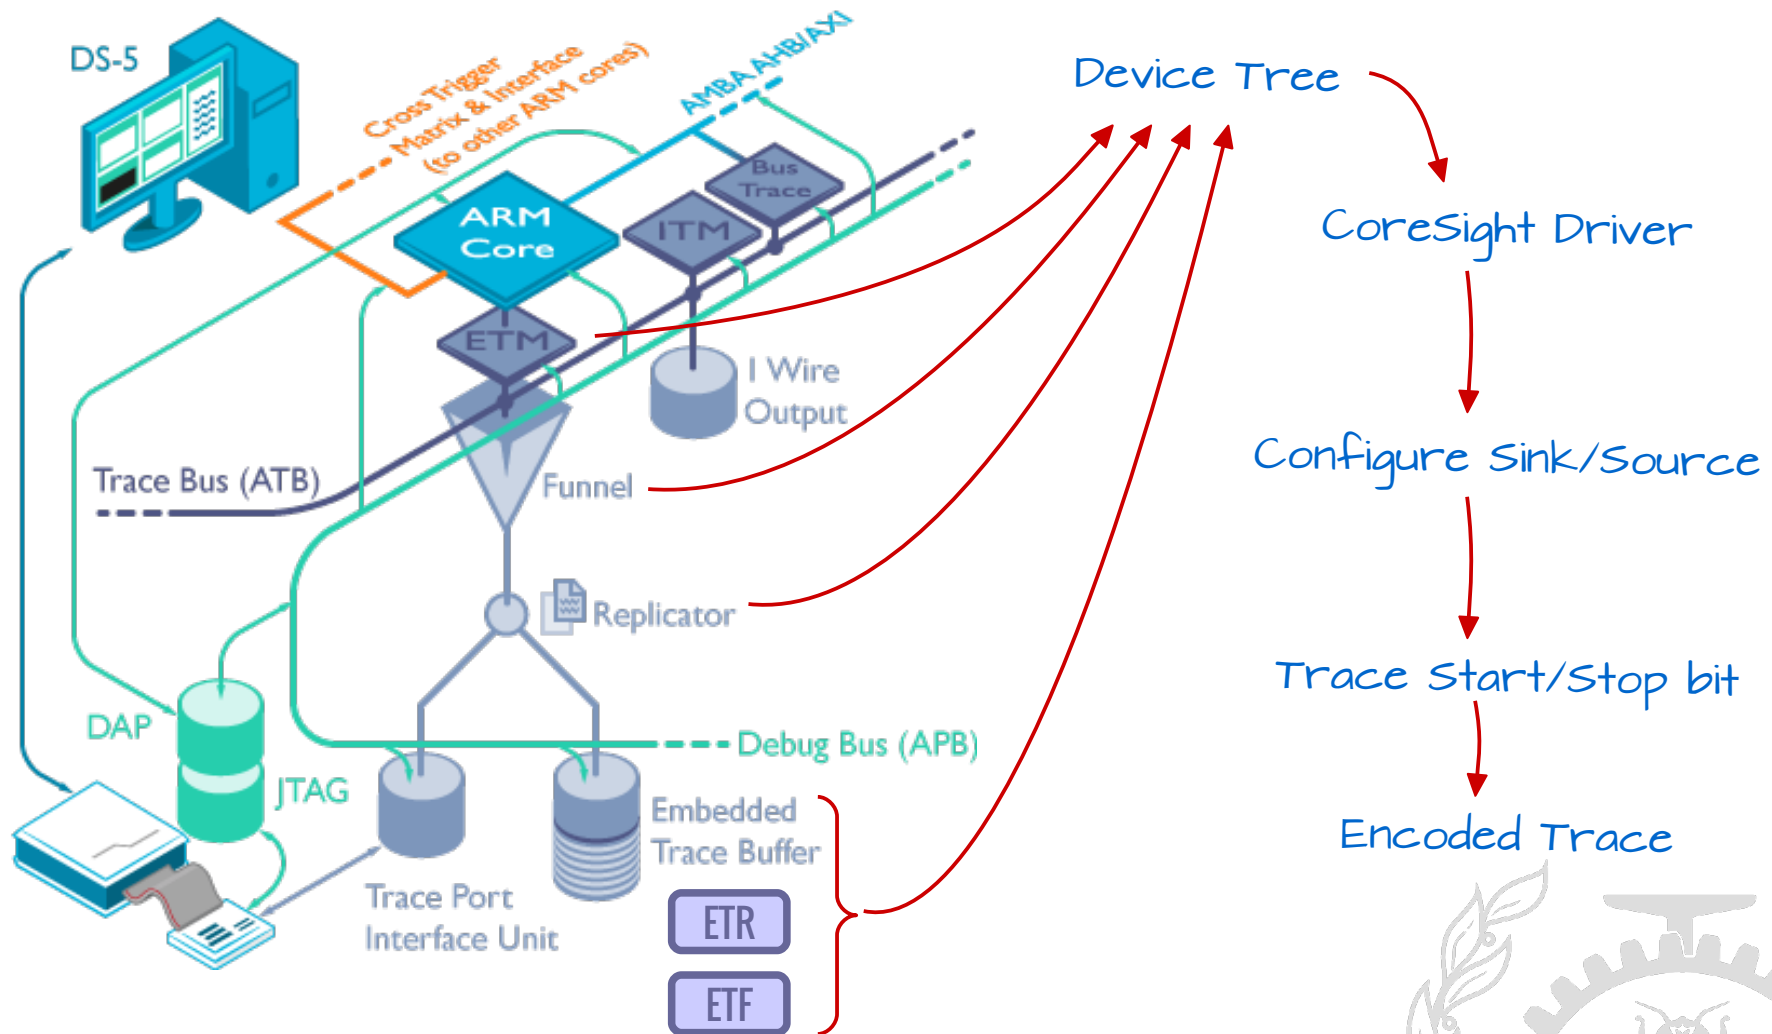 DS-5
Cross Trigger
Matrix & Interface
(to other ARM cores)
AMBA AHB/AXI
Bus
Trace
ARM
Core
ITM
ETM
1 Wire
Output
Trace Bus (ATB)
Funnel
Replicator
DAP
JTAG
Debug Bus (APB)
Embedded
Trace Buffer
Trace Port
Interface Unit
ETR
ETF
Device Tree
CoreSight Driver
Configure Sink/Source
Trace Start/Stop bit
Encoded Trace